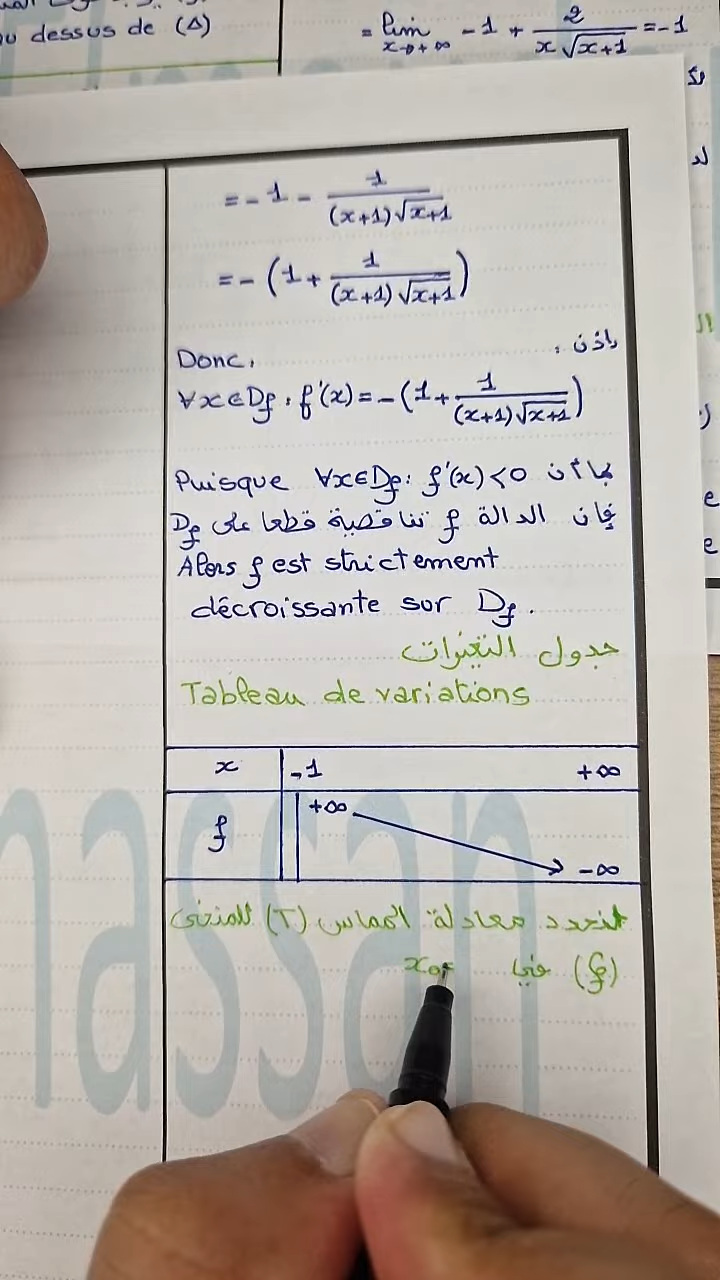 u dessus de (Δ)
= lim x→+∞ -1 + 2/(x√(x+1)) = -1
= -1 - 1/((x+1)√(x+1))
= -(1 + 1/((x+1)√(x+1)))
Donc, إذن،
∀x∈Df : f'(x) = -(1 + 1/((x+1)√(x+1)))
Puisque ∀x∈Df : f'(x) < 0 بما أن
فإن الدالة f تناقصية قطعا على Df
Alors f est strictement
décroissante sur Df.
جدول التغيرات
Tableau de variations
x -1 +∞
f +∞ -∞
لنحدد معادلة المماس (T) للمنحنى
(Cf) في x0